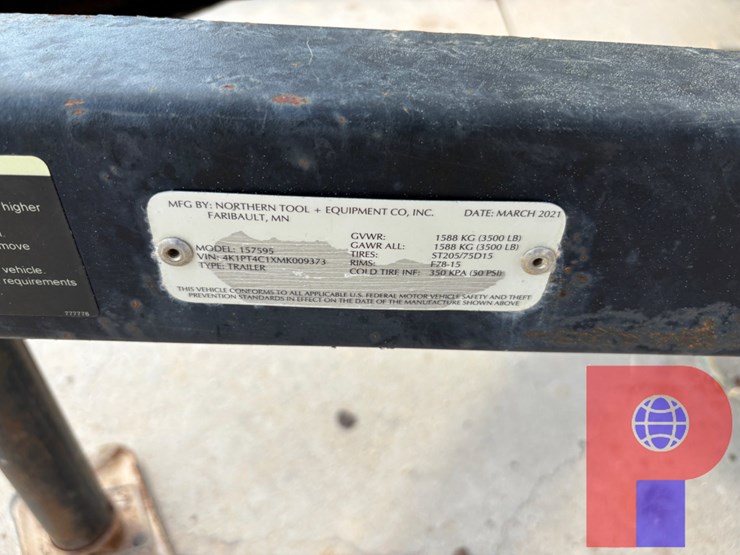 higher
move
vehicle.
requirements
777778
MFG BY: NORTHERN TOOL + EQUIPMENT CO, INC. DATE: MARCH 2021
FARIBAULT, MN
MODEL: 157595
VIN: 4K1PT4C1XMK009373
TYPE: TRAILER
GVWR: 1588 KG (3500 LB)
GAWR ALL: 1588 KG (3500 LB)
TIRES: ST205/75D15
RIMS: F78-15
COLD TIRE INF: 350 KPA (50 PSI)
THIS VEHICLE CONFORMS TO ALL APPLICABLE U.S. FEDERAL MOTOR VEHICLE SAFETY AND THEFT
PREVENTION STANDARDS IN EFFECT ON THE DATE OF THE MANUFACTURE SHOWN ABOVE